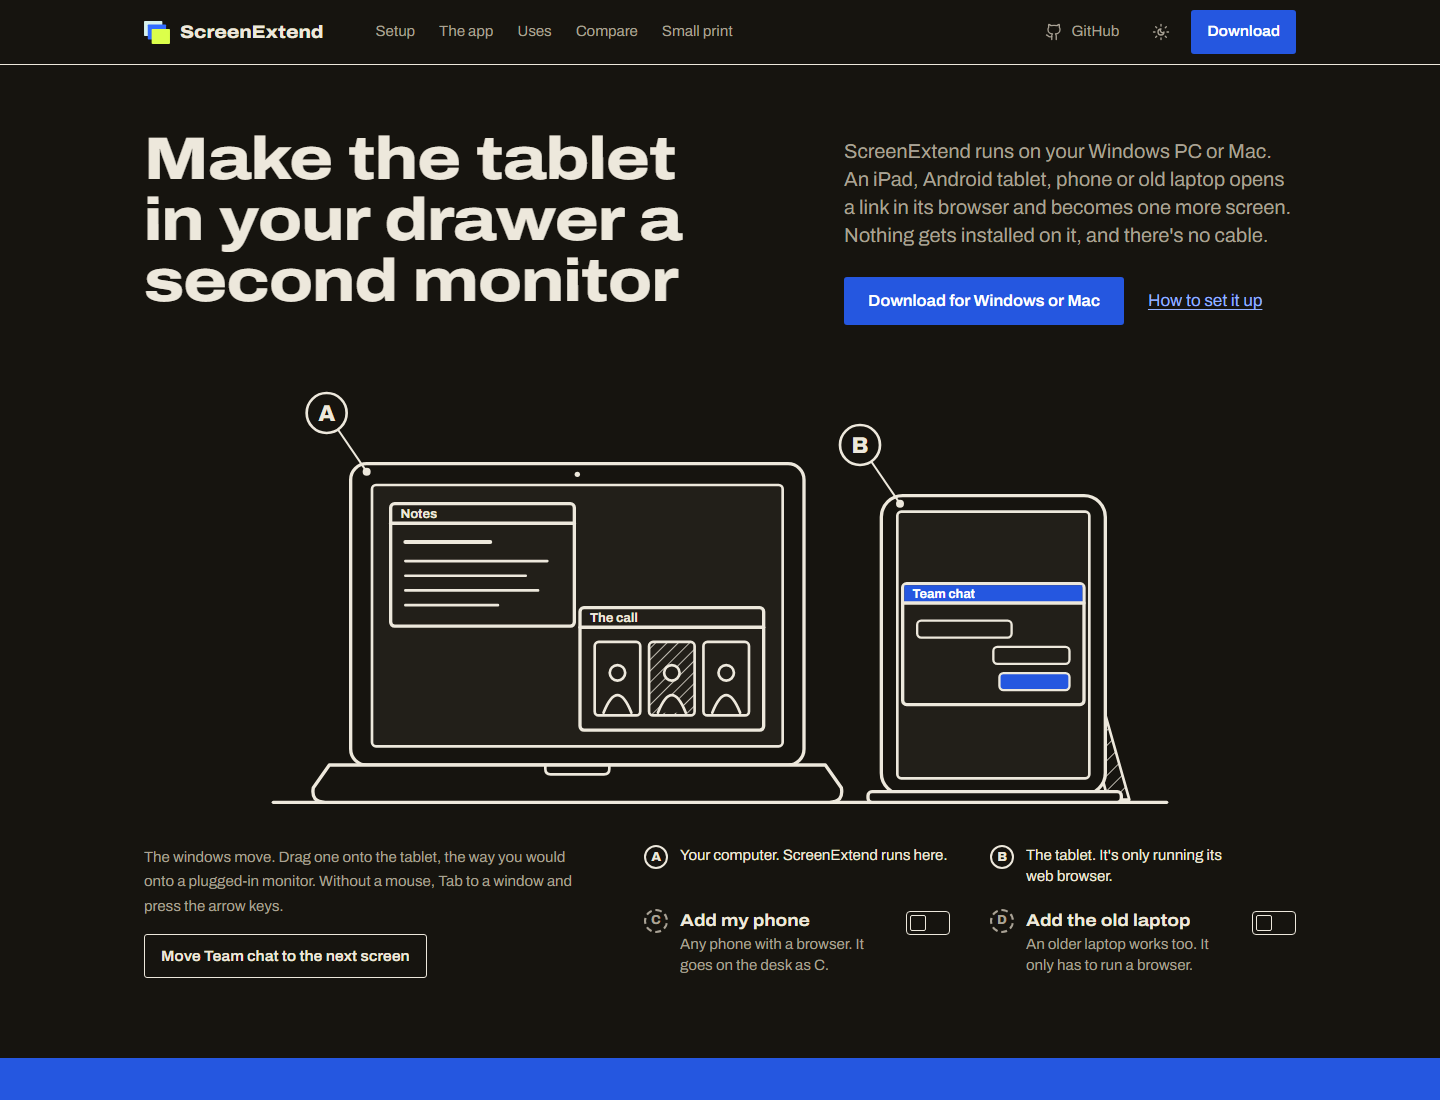 ScreenExtend
Setup
The app
Uses
Compare
Small print
GitHub
Download
Make the tablet
in your drawer a
second monitor
ScreenExtend runs on your Windows PC or Mac.
An iPad, Android tablet, phone or old laptop opens
a link in its browser and becomes one more screen.
Nothing gets installed on it, and there's no cable.
Download for Windows or Mac
How to set it up
A
B
Notes
The call
Team chat
The windows move. Drag one onto the tablet, the way you would
onto a plugged-in monitor. Without a mouse, Tab to a window and
press the arrow keys.
Move Team chat to the next screen
A
Your computer. ScreenExtend runs here.
B
The tablet. It's only running its
web browser.
C
Add my phone
Any phone with a browser. It
goes on the desk as C.
D
Add the old laptop
An older laptop works too. It
only has to run a browser.